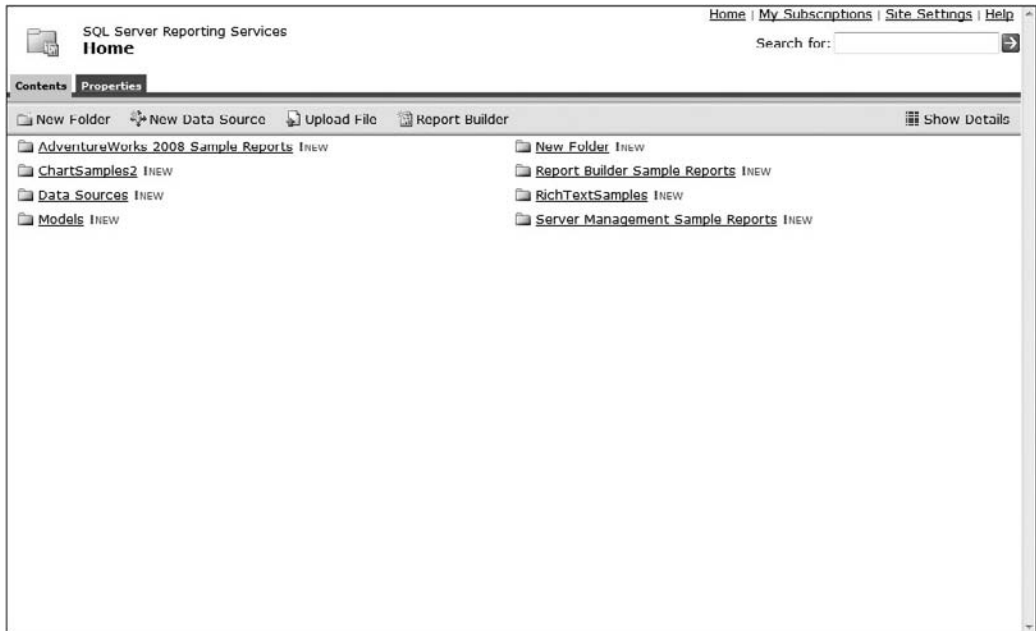 Home | My Subscriptions | Site Settings | Help
SQL Server Reporting Services
Home
Search for:
Contents Properties
New Folder New Data Source Upload File Report Builder Show Details
AdventureWorks 2008 Sample Reports !NEW
ChartSamples2 !NEW
Data Sources !NEW
Models !NEW
New Folder !NEW
Report Builder Sample Reports !NEW
RichTextSamples !NEW
Server Management Sample Reports !NEW